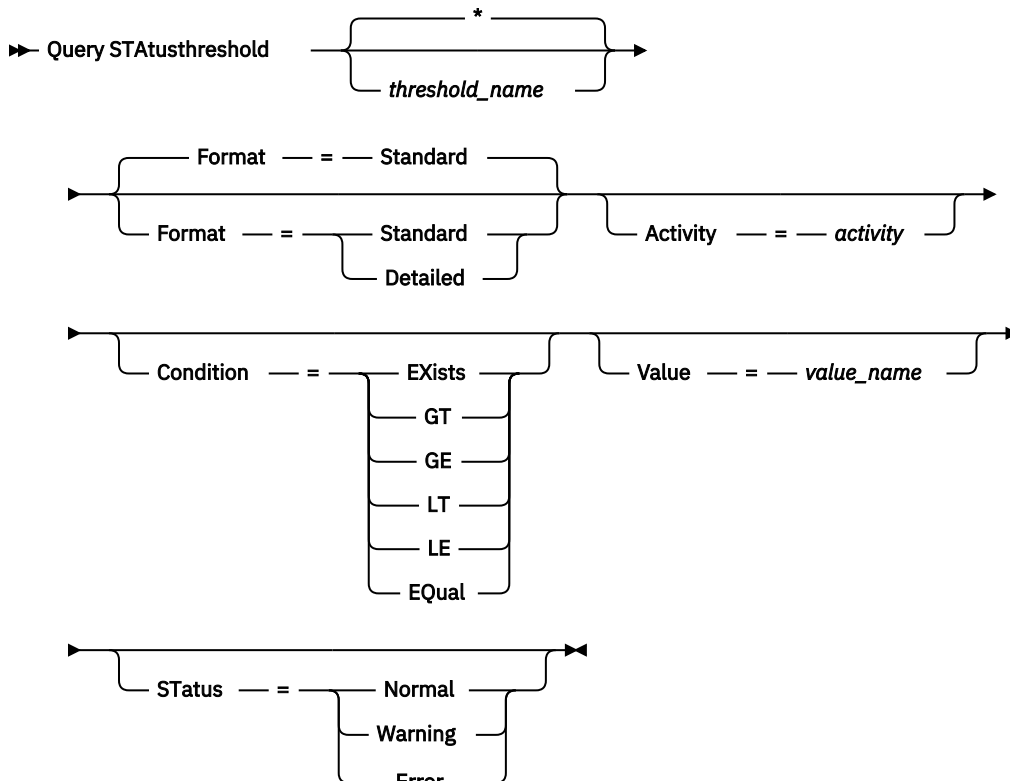 *
Query STAtusthreshold
threshold_name
Format = Standard
Format = Standard
Detailed
Activity = activity
Condition = EXists
GT
GE
LT
LE
EQual
Value = value_name
STatus = Normal
Warning
Error